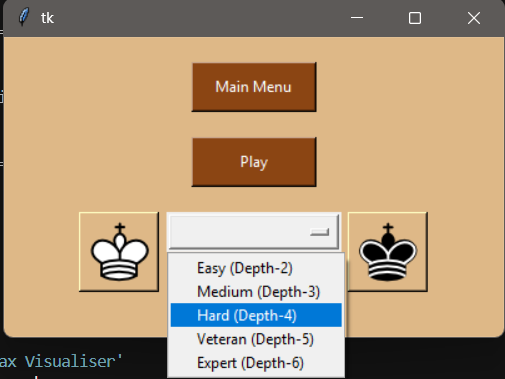 tk
Main Menu
Play
Easy (Depth-2)
Medium (Depth-3)
Hard (Depth-4)
Veteran (Depth-5)
Expert (Depth-6)
ax Visualiser'